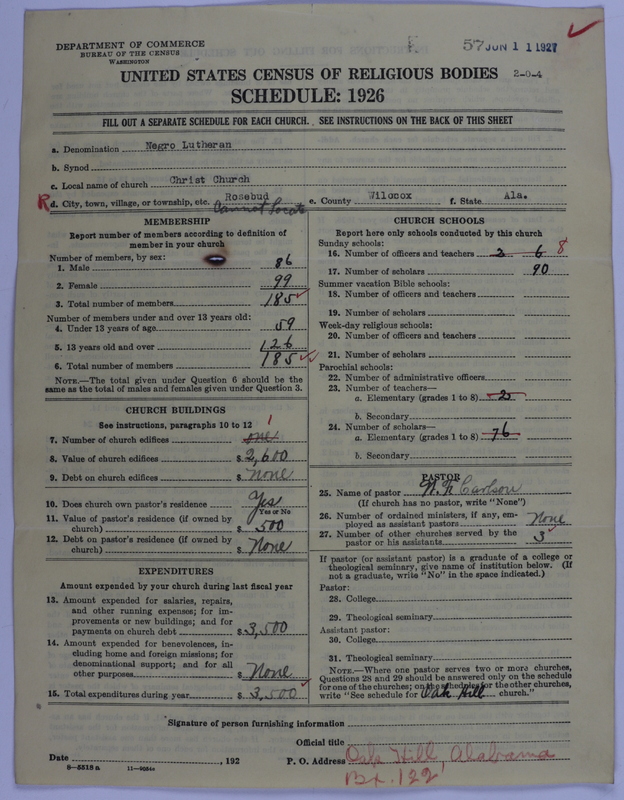 DEPARTMENT OF COMMERCE
BUREAU OF THE CENSUS
WASHINGTON
57 JUN 1 1 1927
UNITED STATES CENSUS OF RELIGIOUS BODIES
2-0-4
SCHEDULE: 1926
FILL OUT A SEPARATE SCHEDULE FOR EACH CHURCH. SEE INSTRUCTIONS ON THE BACK OF THIS SHEET
a. Denomination Negro Lutheran
b. Synod
c. Local name of church Christ Church
R d. City, town, village, or township, etc. Rosebud e. County Wilcox f. State Ala.
Cannot locate
MEMBERSHIP
Report number of members according to definition of
member in your church
Number of members, by sex:
1. Male 86
2. Female 99
3. Total number of members 185
Number of members under and over 13 years old:
4. Under 13 years of age 59
5. 13 years old and over 126
6. Total number of members 185
NOTE.—The total given under Question 6 should be the
same as the total of males and females given under Question 3.
CHURCH BUILDINGS
See instructions, paragraphs 10 to 12
1
7. Number of church edifices one
8. Value of church edifices $ 2,600
9. Debt on church edifices $ None
10. Does church own pastor's residence Yes
Yes or No
11. Value of pastor's residence (if owned by
church) $ 500
12. Debt on pastor's residence (if owned by
church) $ None
EXPENDITURES
Amount expended by your church during last fiscal year
13. Amount expended for salaries, repairs,
and other running expenses; for im-
provements or new buildings; and for
payments on church debt $ 3,500
14. Amount expended for benevolences, in-
cluding home and foreign missions; for
denominational support; and for all
other purposes $ None
15. Total expenditures during year $ 3,500
CHURCH SCHOOLS
Report here only schools conducted by this church
Sunday schools:
16. Number of officers and teachers 2 6 8
17. Number of scholars 90
Summer vacation Bible schools:
18. Number of officers and teachers
19. Number of scholars
Week-day religious schools:
20. Number of officers and teachers
21. Number of scholars
Parochial schools:
22. Number of administrative officers
23. Number of teachers—
a. Elementary (grades 1 to 8) 2
b. Secondary
24. Number of scholars—
a. Elementary (grades 1 to 8) 76
b. Secondary
PASTOR
25. Name of pastor Carlson
(If church has no pastor, write "None")
26. Number of ordained ministers, if any, em-
ployed as assistant pastors None
27. Number of other churches served by the
pastor or his assistants 3
If pastor (or assistant pastor) is a graduate of a college or
theological seminary, give name of institution below. (If
not a graduate, write "No" in the space indicated.)
Pastor:
28. College
29. Theological seminary
Assistant pastor:
30. College
31. Theological seminary
NOTE.—Where one pastor serves two or more churches,
Questions 28 and 29 should be answered only on the schedule
for one of the churches; on the schedules for the other churches,
write "See schedule for Oak Hill church."
Signature of person furnishing information
Official title
Date , 192 P. O. Address Oak Hill, Alabama
8—5518 a
Bx. 122